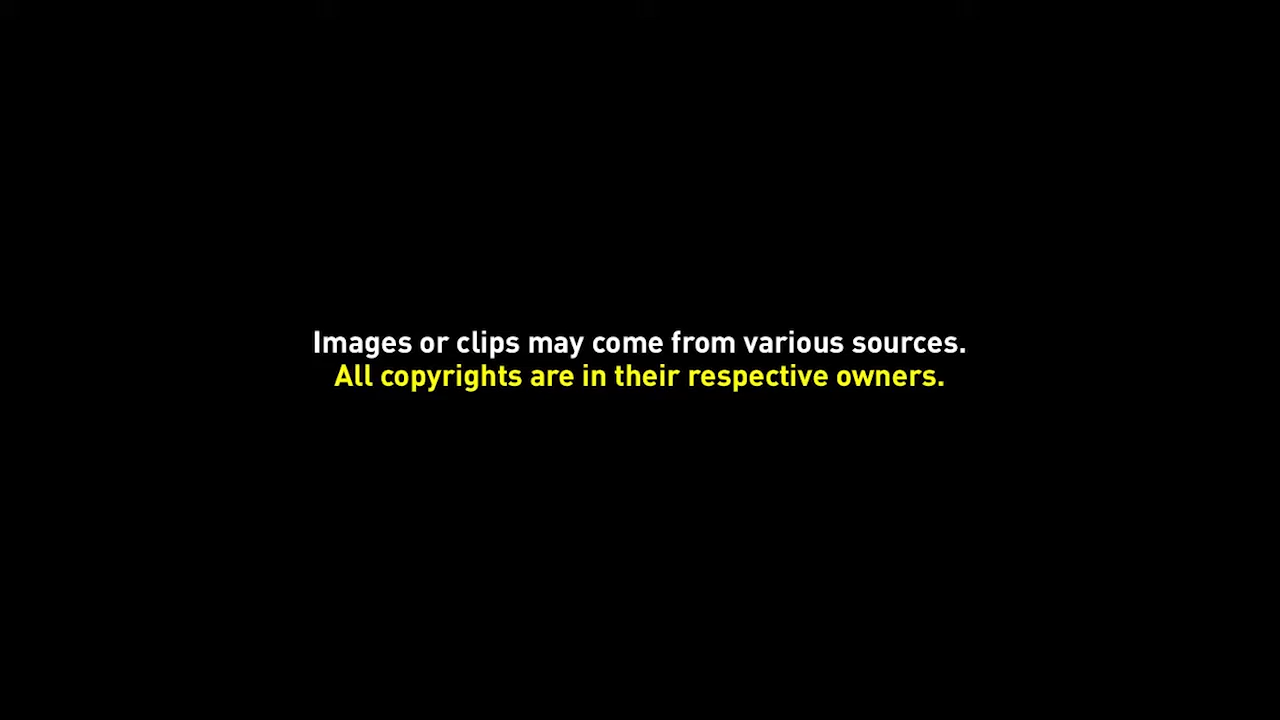 Images or clips may come from various sources.
All copyrights are in their respective owners.